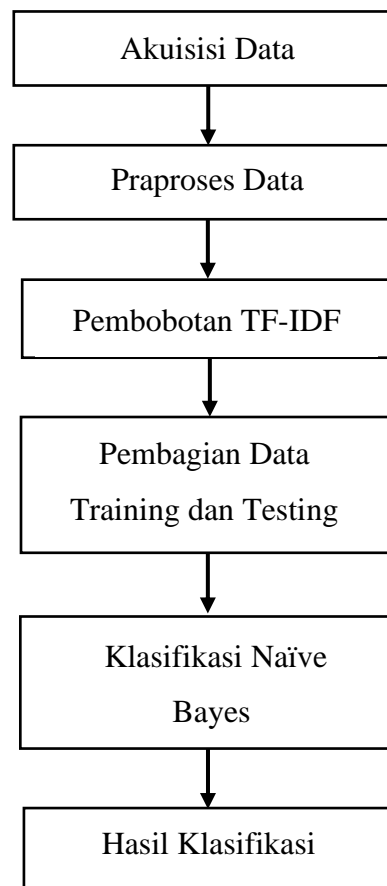 Akuisisi Data
Praproses Data
Pembobotan TF-IDF
Pembagian Data
Training dan Testing
Klasifikasi Naïve
Bayes
Hasil Klasifikasi